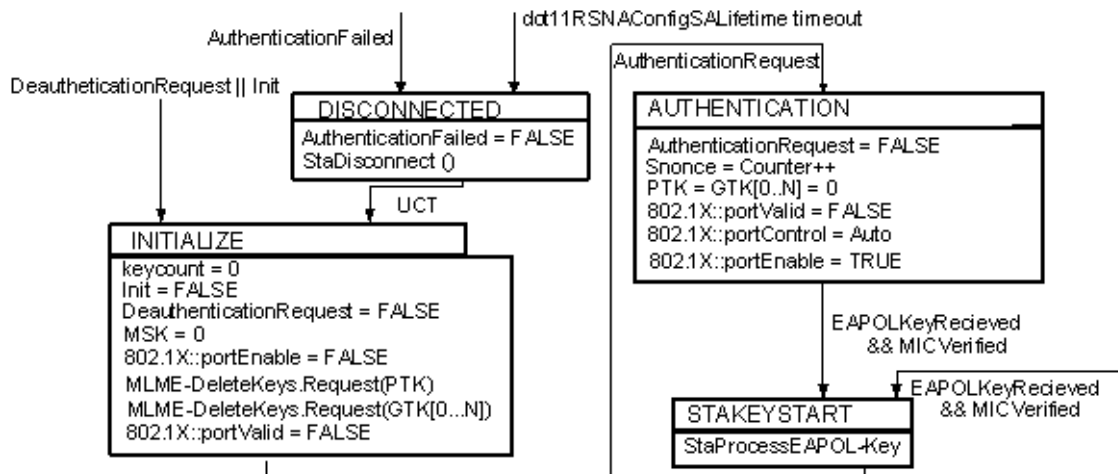 dot11RSNAConfigSALifetime timeout
AuthenticationFailed
AuthenticationRequest
DeautheticationRequest || Init
DISCONNECTED
AuthenticationFailed = FALSE
StaDisconnect ()
UCT
INITIALIZE
keycount = 0
Init = FALSE
DeauthenticationRequest = FALSE
MSK = 0
802.1X::portEnable = FALSE
MLME-DeleteKeys.Request(PTK)
MLME-DeleteKeys.Request(GTK[0...N])
802.1X::portValid = FALSE
AUTHENTICATION
AuthenticationRequest = FALSE
Snonce = Counter++
PTK = GTK[0..N] = 0
802.1X::portValid = FALSE
802.1X::portControl = Auto
802.1X::portEnable = TRUE
EAPOLKeyRecieved
&& MICVerified
EAPOLKeyRecieved
&& MICVerified
STAKEYSTART
StaProcessEAPOL-Key